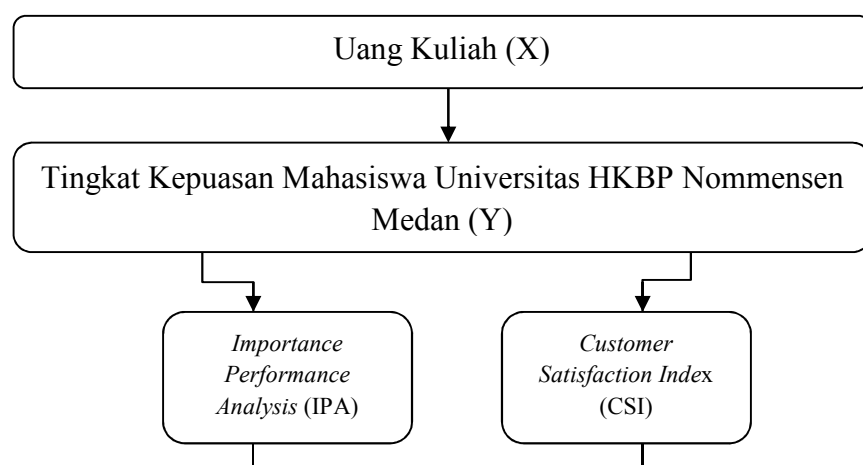 Uang Kuliah (X)
Tingkat Kepuasan Mahasiswa Universitas HKBP Nommensen
Medan (Y)
Importance
Performance
Analysis (IPA)
Customer
Satisfaction Index
(CSI)